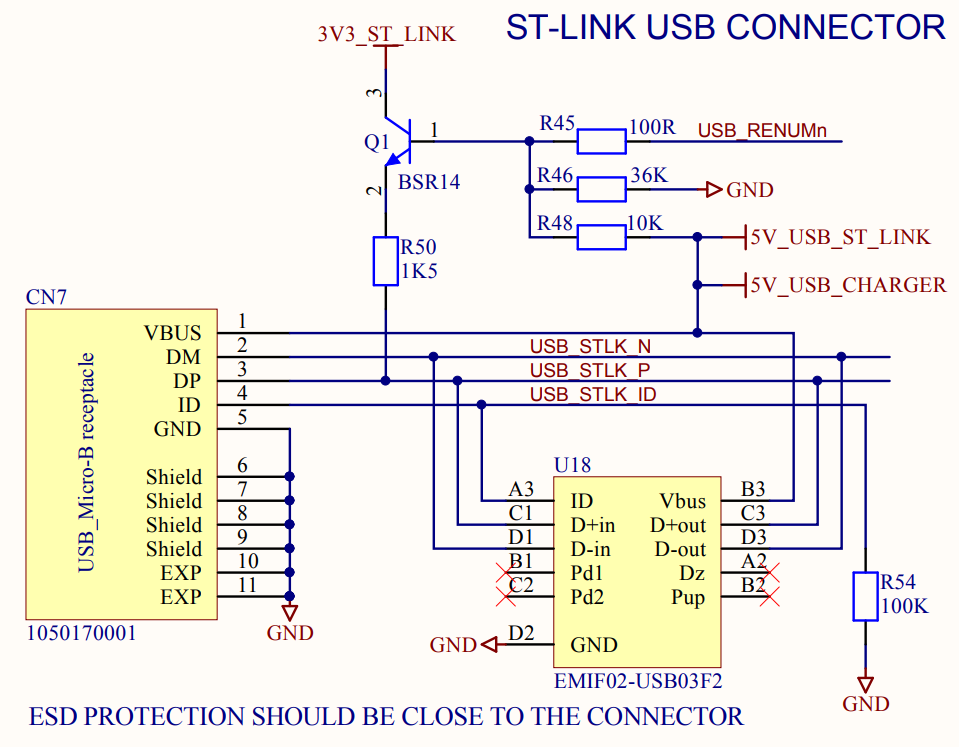 ST-LINK USB CONNECTOR
3V3_ST_LINK
3
Q1
1
BSR14
2
R45 100R USB_RENUMn
R46 36K GND
R48 10K 5V_USB_ST_LINK
5V_USB_CHARGER
R50
1K5
CN7
USB_Micro-B receptacle
VBUS 1
DM 2 USB_STLK_N
DP 3 USB_STLK_P
ID 4 USB_STLK_ID
GND 5
Shield 6
Shield 7
Shield 8
Shield 9
EXP 10
EXP 11
1050170001
GND
U18
A3 ID Vbus B3
C1 D+in D+out C3
D1 D-in D-out D3
B1 Pd1 Dz A2
C2 Pd2 Pup B2
GND D2 GND
EMIF02-USB03F2
R54
100K
GND
ESD PROTECTION SHOULD BE CLOSE TO THE CONNECTOR